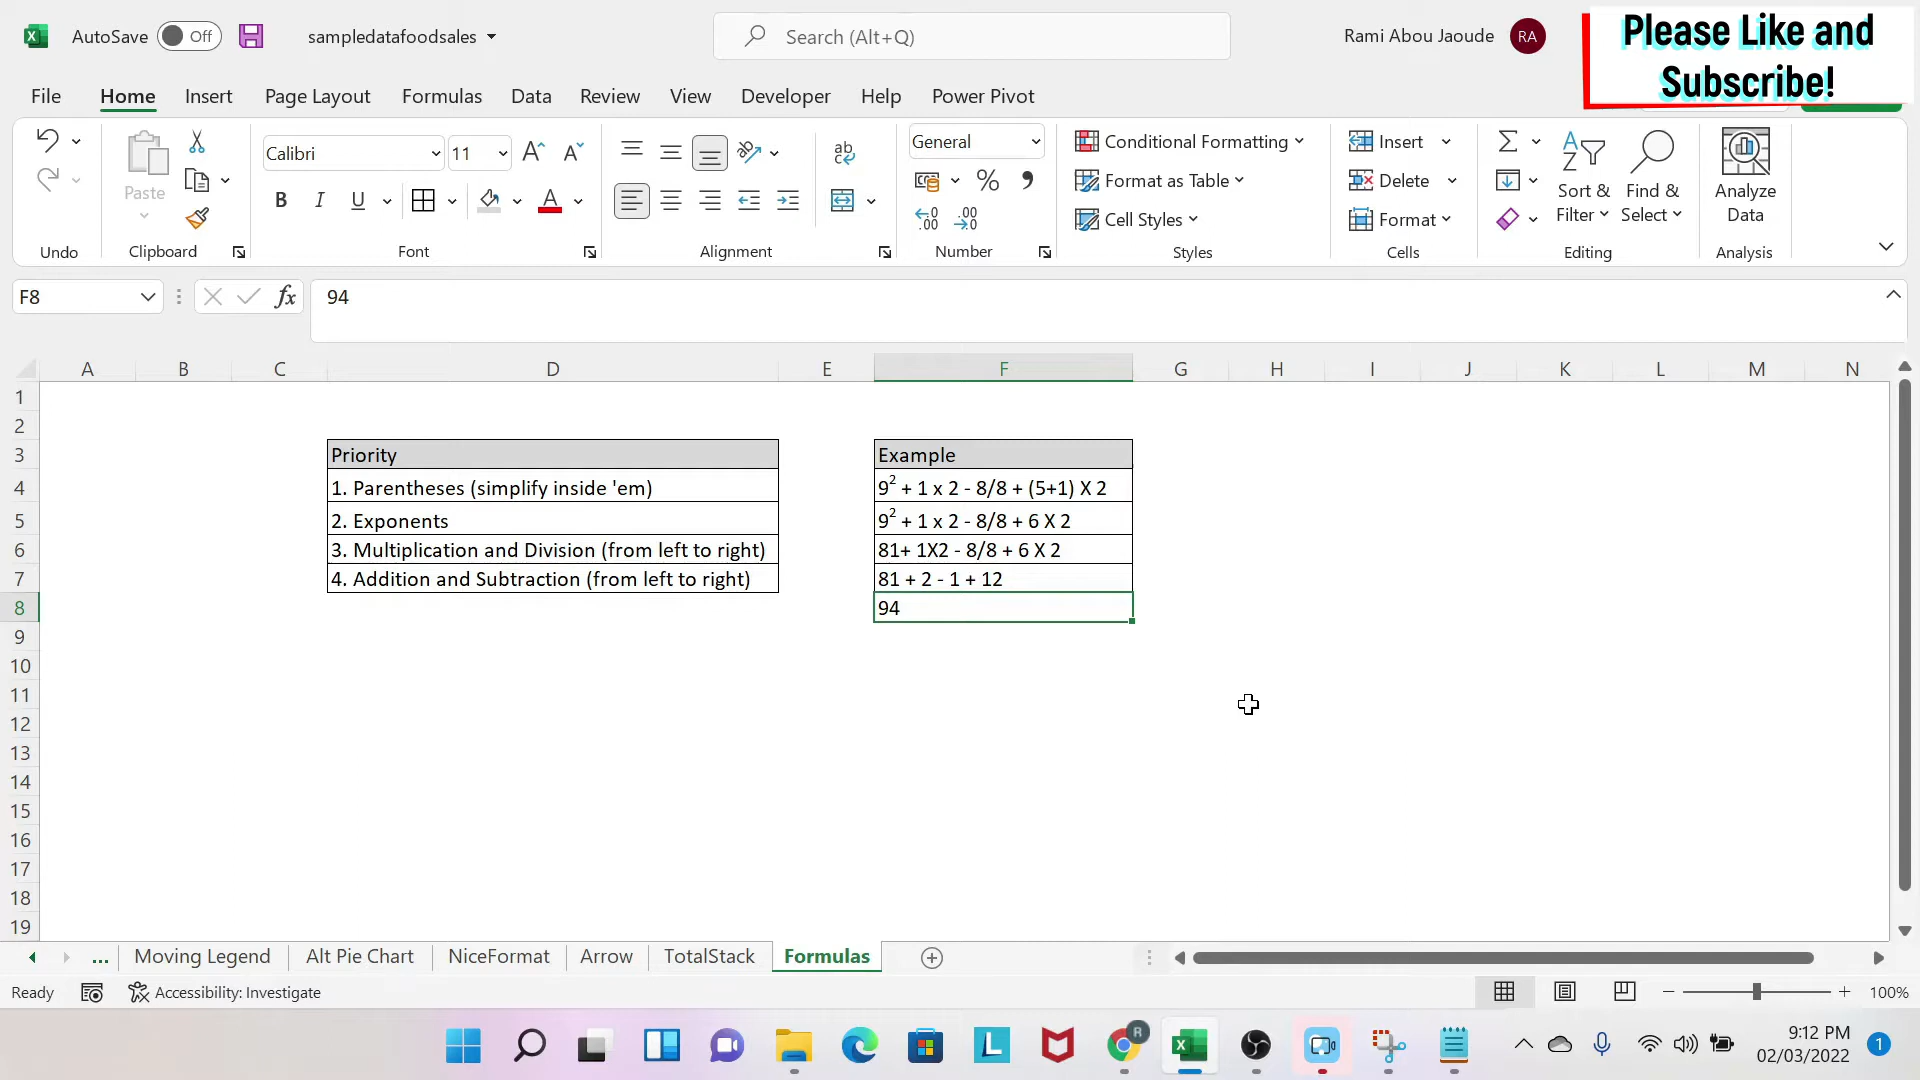 AutoSave Off sampledatafoodsales Search (Alt+Q) Rami Abou Jaoude RA
Please Like and
Subscribe!
File Home Insert Page Layout Formulas Data Review View Developer Help Power Pivot
Paste
Calibri 11
B I U
ab
General
% ,
Conditional Formatting
Format as Table
Cell Styles
Insert
Delete
Format
Sort &
Filter
Find &
Select
Analyze
Data
Undo Clipboard Font Alignment Number Styles Cells Editing Analysis
F8 fx 94
A B C D E F G H I J K L M N
1
2
3 Priority Example
4 1. Parentheses (simplify inside 'em) 9² + 1 x 2 - 8/8 + (5+1) X 2
5 2. Exponents 9² + 1 x 2 - 8/8 + 6 X 2
6 3. Multiplication and Division (from left to right) 81+ 1X2 - 8/8 + 6 X 2
7 4. Addition and Subtraction (from left to right) 81 + 2 - 1 + 12
8 94
9
10
11
12
13
14
15
16
17
18
19
... Moving Legend Alt Pie Chart NiceFormat Arrow TotalStack Formulas
Ready Accessibility: Investigate 100%
9:12 PM
02/03/2022
1